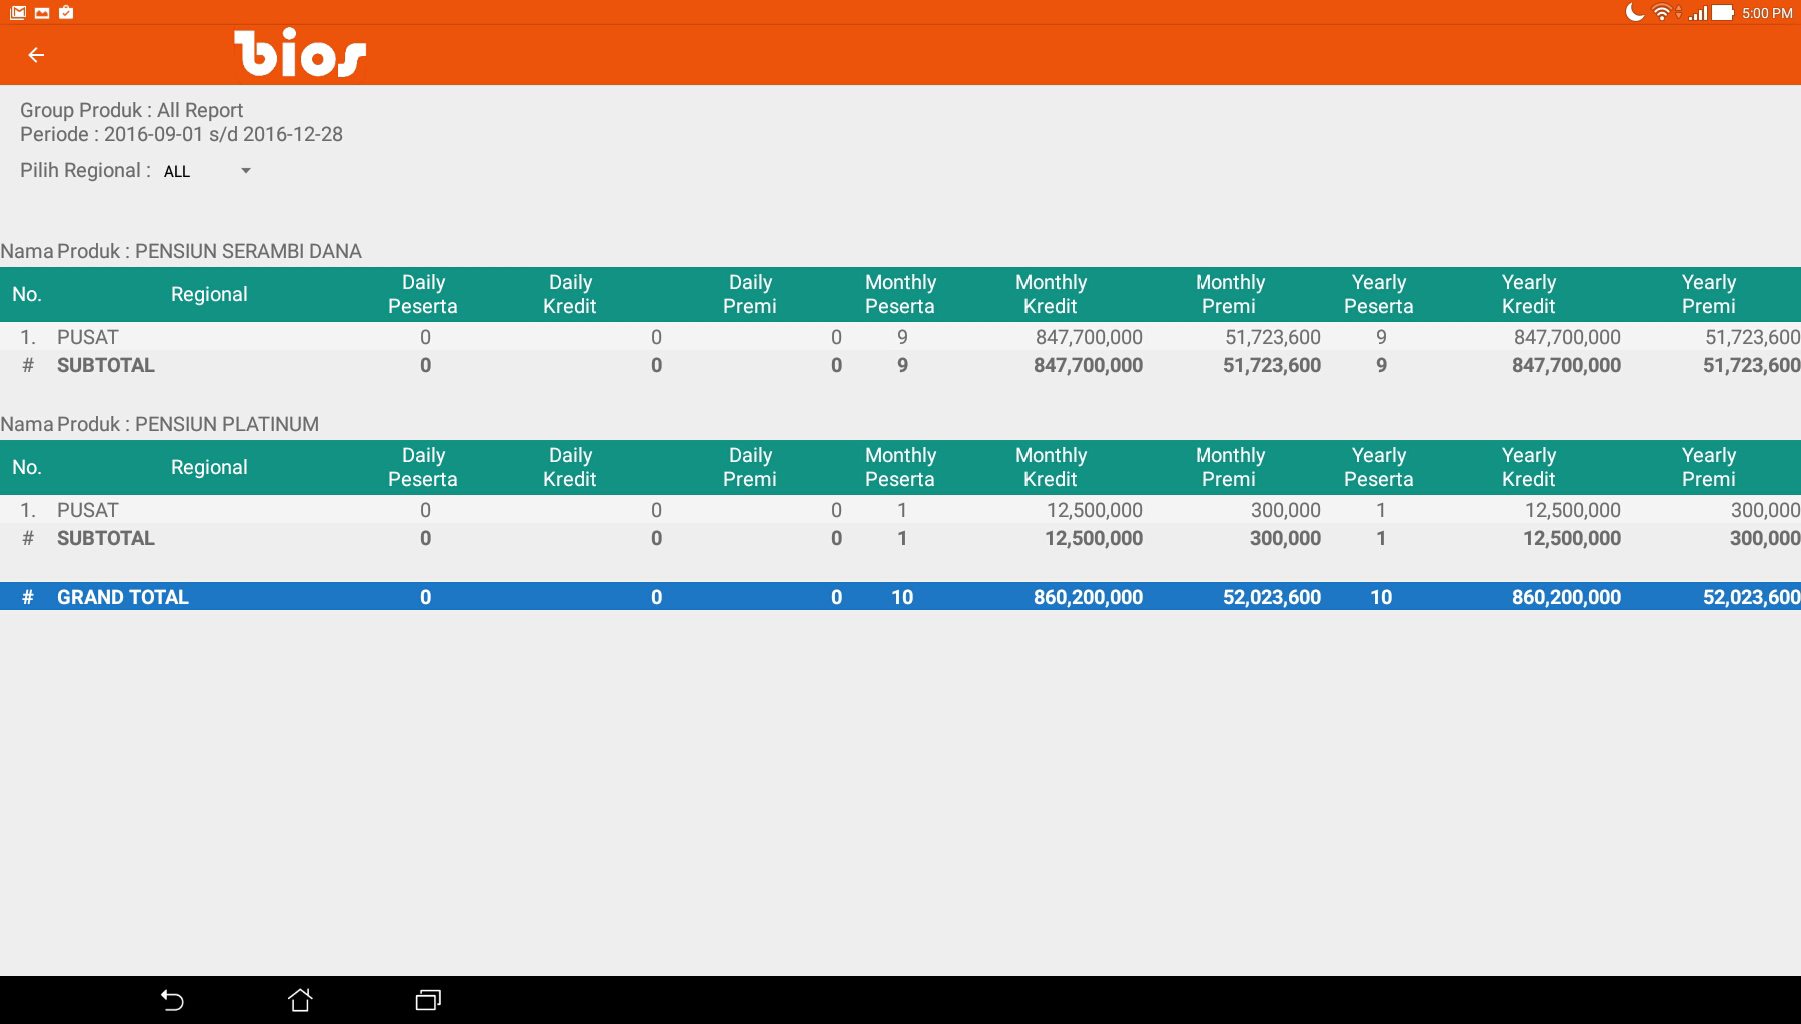 5:00 PM
bios
Group Produk : All Report
Periode : 2016-09-01 s/d 2016-12-28
Pilih Regional : ALL
Nama Produk : PENSIUN SERAMBI DANA
No. Regional Daily Peserta Daily Kredit Daily Premi Monthly Peserta Monthly Kredit Monthly Premi Yearly Peserta Yearly Kredit Yearly Premi
1. PUSAT 0 0 0 9 847,700,000 51,723,600 9 847,700,000 51,723,600
# SUBTOTAL 0 0 0 9 847,700,000 51,723,600 9 847,700,000 51,723,600
Nama Produk : PENSIUN PLATINUM
No. Regional Daily Peserta Daily Kredit Daily Premi Monthly Peserta Monthly Kredit Monthly Premi Yearly Peserta Yearly Kredit Yearly Premi
1. PUSAT 0 0 0 1 12,500,000 300,000 1 12,500,000 300,000
# SUBTOTAL 0 0 0 1 12,500,000 300,000 1 12,500,000 300,000
# GRAND TOTAL 0 0 0 10 860,200,000 52,023,600 10 860,200,000 52,023,600